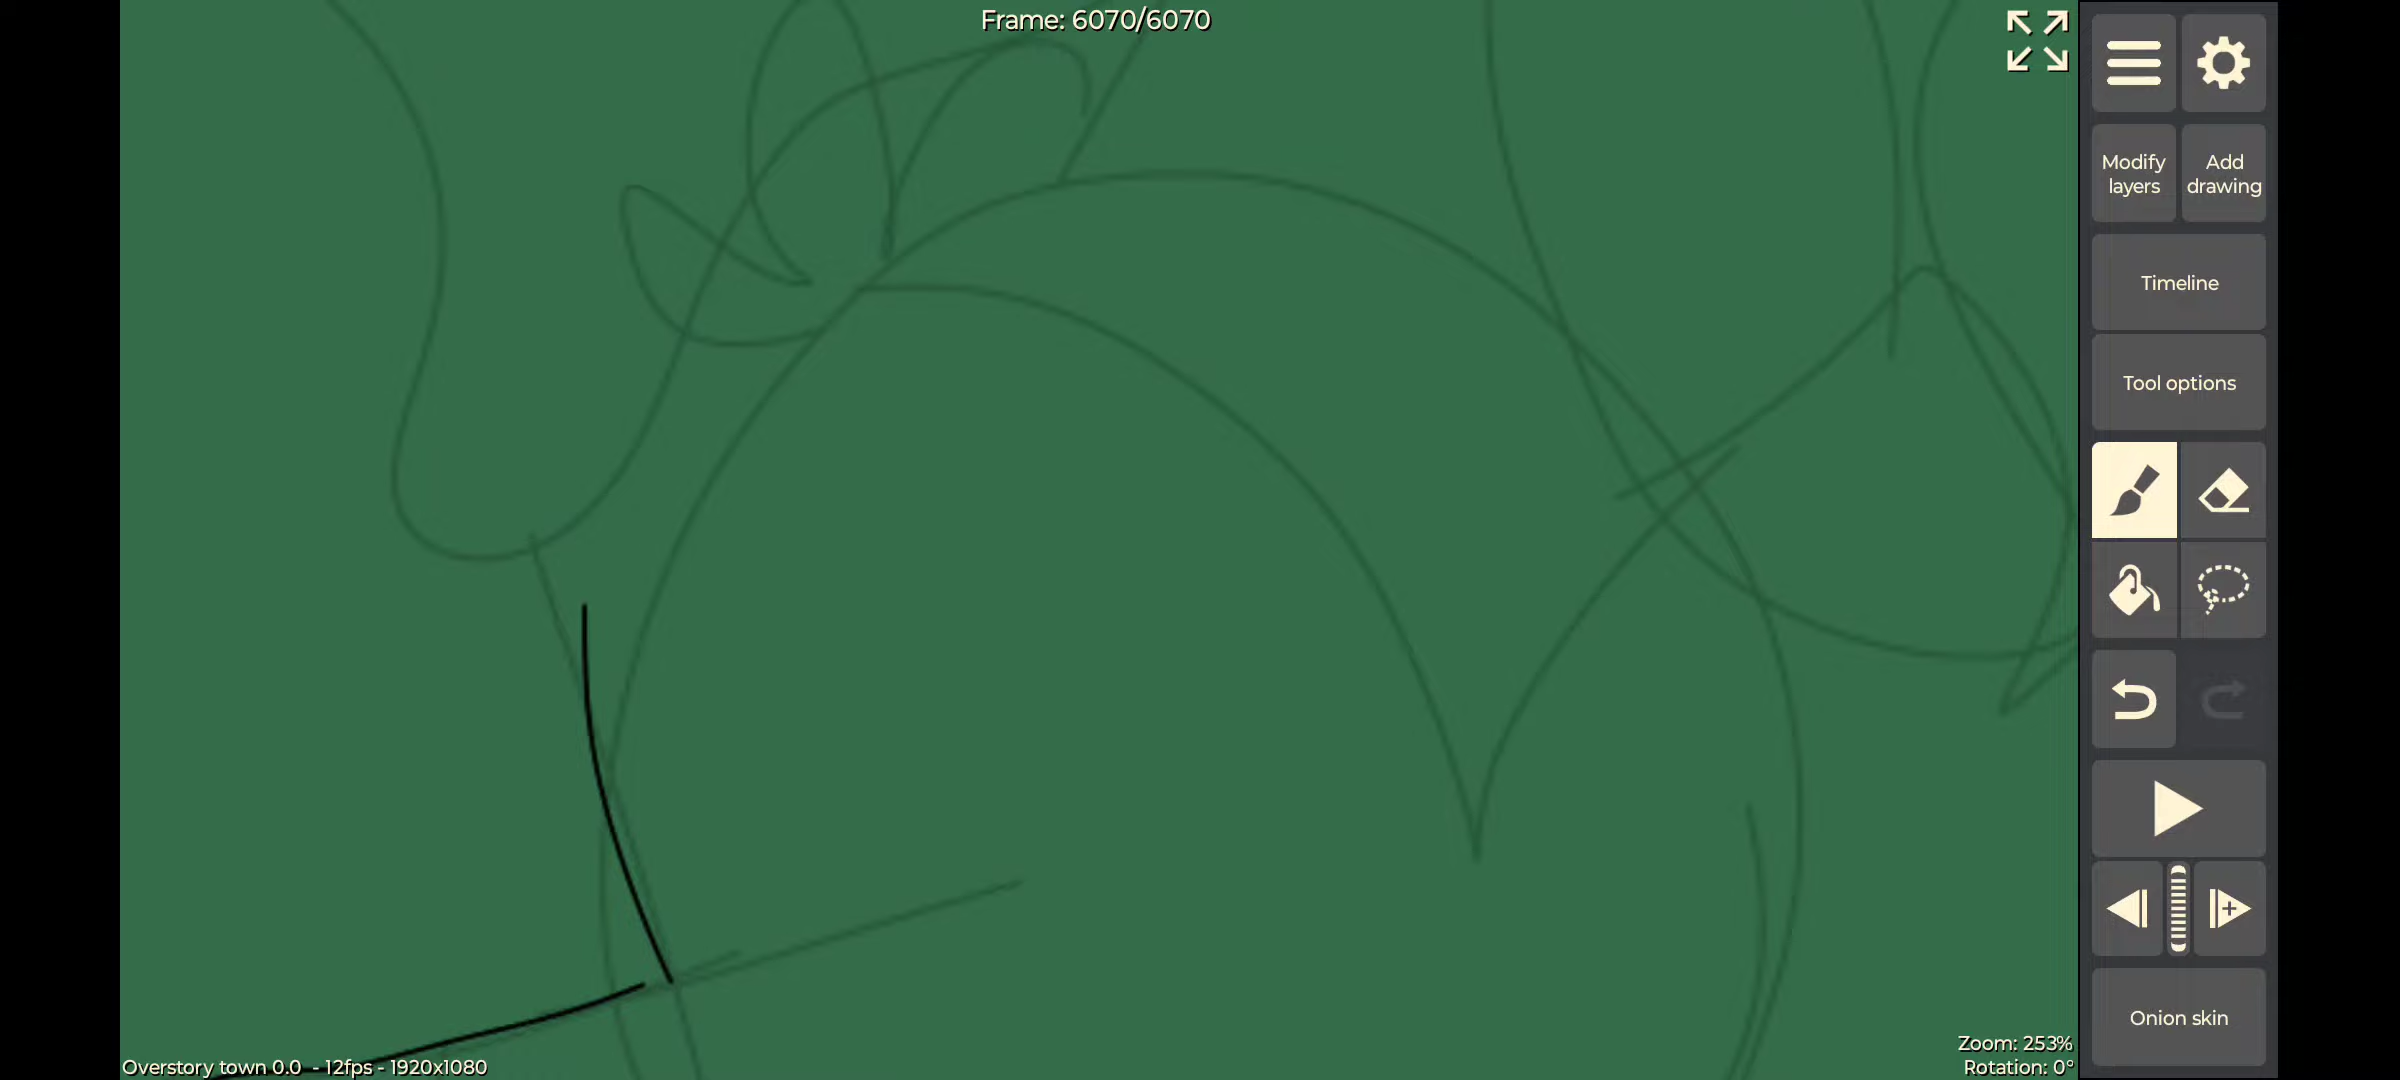 Frame: 6070/6070
Modify
layers
Add
drawing
Timeline
Tool options
Onion skin
Zoom: 253%
Rotation: 0°
Overstory town 0.0 - 12fps - 1920x1080